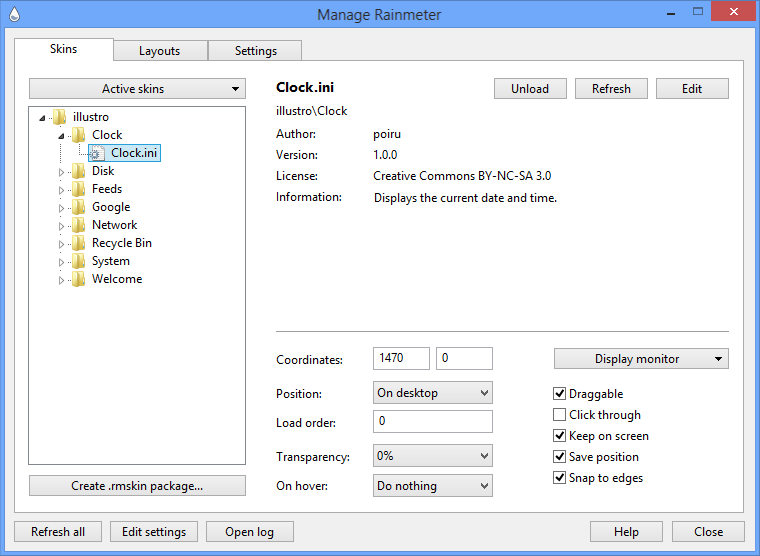 Manage Rainmeter
Skins
Layouts
Settings
Active skins
illustro
Clock
Clock.ini
Disk
Feeds
Google
Network
Recycle Bin
System
Welcome
Create .rmskin package...
Clock.ini
Unload
Refresh
Edit
illustro\Clock
Author: poiru
Version: 1.0.0
License: Creative Commons BY-NC-SA 3.0
Information: Displays the current date and time.
Coordinates: 1470 0
Display monitor
Position: On desktop
Load order: 0
Transparency: 0%
On hover: Do nothing
Draggable
Click through
Keep on screen
Save position
Snap to edges
Refresh all
Edit settings
Open log
Help
Close